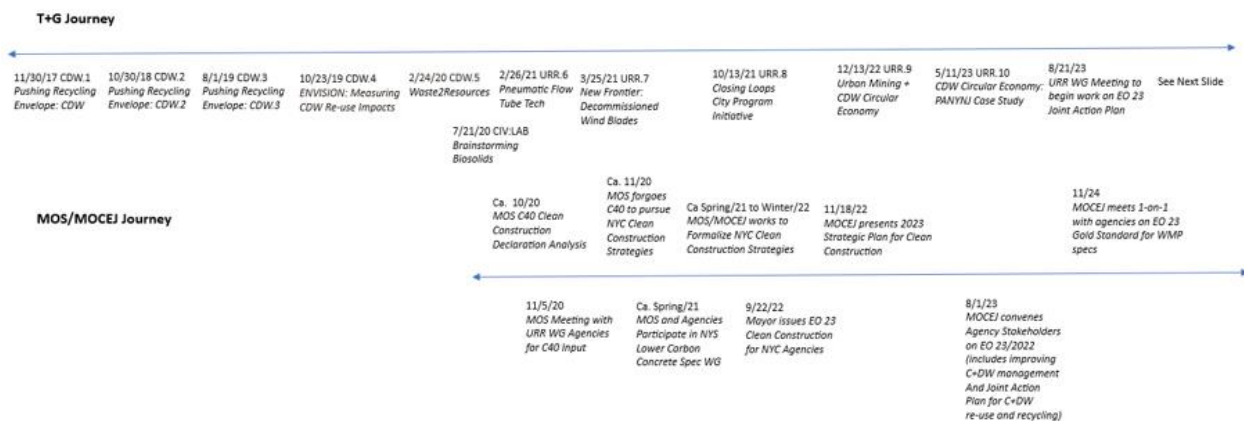 T+G Journey
11/30/17 CDW.1
Pushing Recycling
Envelope: CDW
10/30/18 CDW.2
Pushing Recycling
Envelope: CDW.2
8/1/19 CDW.3
Pushing Recycling
Envelope: CDW.3
10/23/19 CDW.4
ENVISION: Measuring
CDW Re-use Impacts
2/24/20 CDW.5
Waste2Resources
2/26/21 URR.6
Pneumatic Flow
Tube Tech
3/25/21 URR.7
New Frontier:
Decommissioned
Wind Blades
10/13/21 URR.8
Closing Loops
City Program
Initiative
12/13/22 URR.9
Urban Mining +
CDW Circular
Economy
5/11/23 URR.10
CDW Circular Economy:
PANYNJ Case Study
8/21/23
URR WG Meeting to
begin work on EO 23
Joint Action Plan
See Next Slide
7/21/20 CIV:LAB
Brainstorming
Biosolids
MOS/MOCEJ Journey
Ca. 10/20
MOS C40 Clean
Construction
Declaration Analysis
Ca. 11/20
MOS forgoes
C40 to pursue
NYC Clean
Construction
Strategies
Ca Spring/21 to Winter/22
MOS/MOCEJ works to
Formalize NYC Clean
Construction Strategies
11/18/22
MOCEJ presents 2023
Strategic Plan for Clean
Construction
11/24
MOCEJ meets 1-on-1
with agencies on EO 23
Gold Standard for WMP
specs
11/5/20
MOS Meeting with
URR WG Agencies
for C40 Input
Ca. Spring/21
MOS and Agencies
Participate in NYS
Lower Carbon
Concrete Spec WG
9/22/22
Mayor issues EO 23
Clean Construction
for NYC Agencies
8/1/23
MOCEJ convenes
Agency Stakeholders
on EO 23/2022
(includes improving
C+DW management
And Joint Action
Plan for C+DW
re-use and recycling)